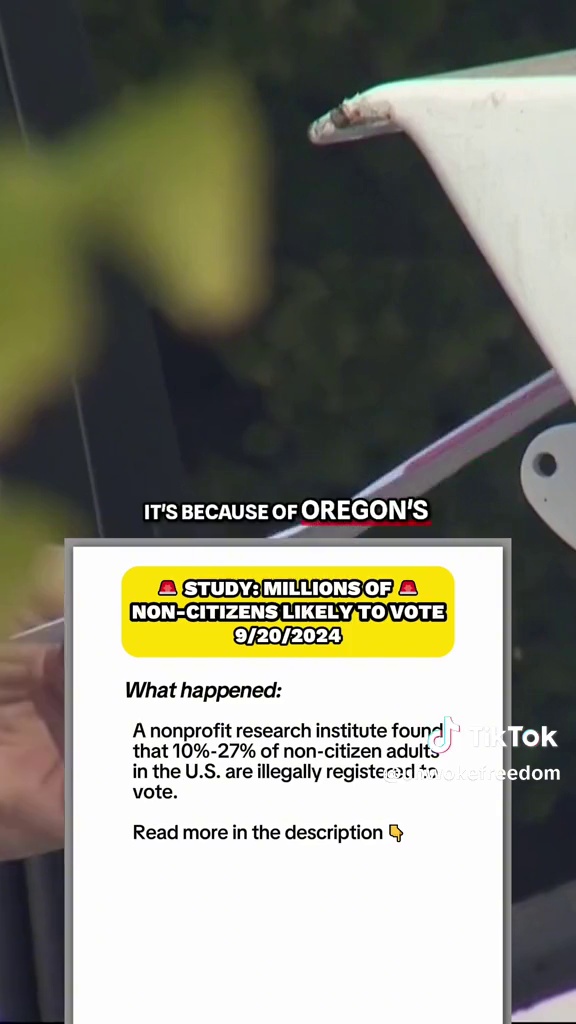 IT'S BECAUSE OF OREGON'S
🚨 STUDY: MILLIONS OF 🚨
NON-CITIZENS LIKELY TO VOTE
9/20/2024
What happened:
A nonprofit research institute found
that 10%-27% of non-citizen adults
in the U.S. are illegally registered to
vote.
Read more in the description 👇
TikTok
@unwokefreedom